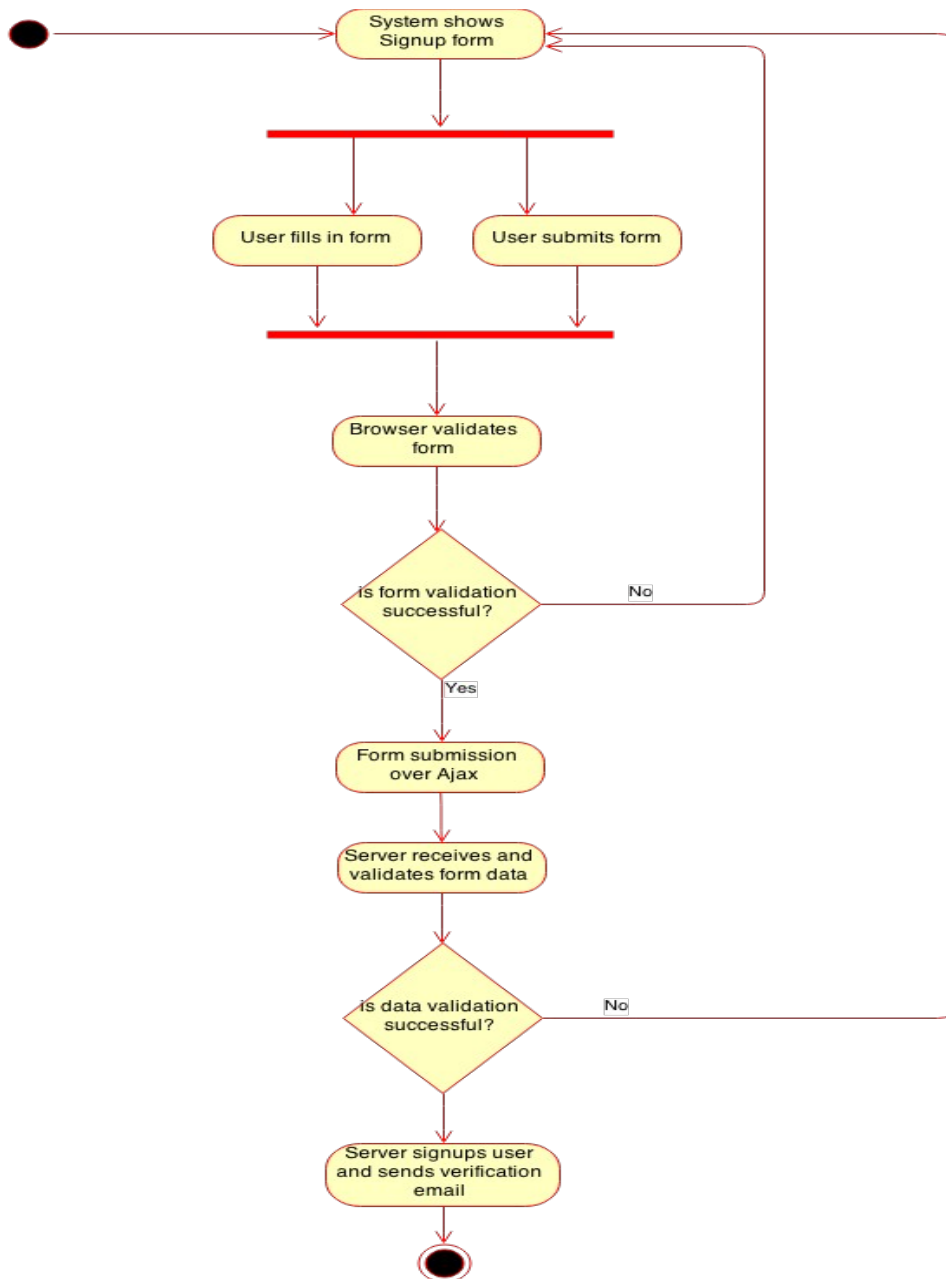 System shows
Signup form
User fills in form
User submits form
Browser validates
form
is form validation
successful?
No
Yes
Form submission
over Ajax
Server receives and
validates form data
is data validation
successful?
No
Server signups user
and sends verification
email